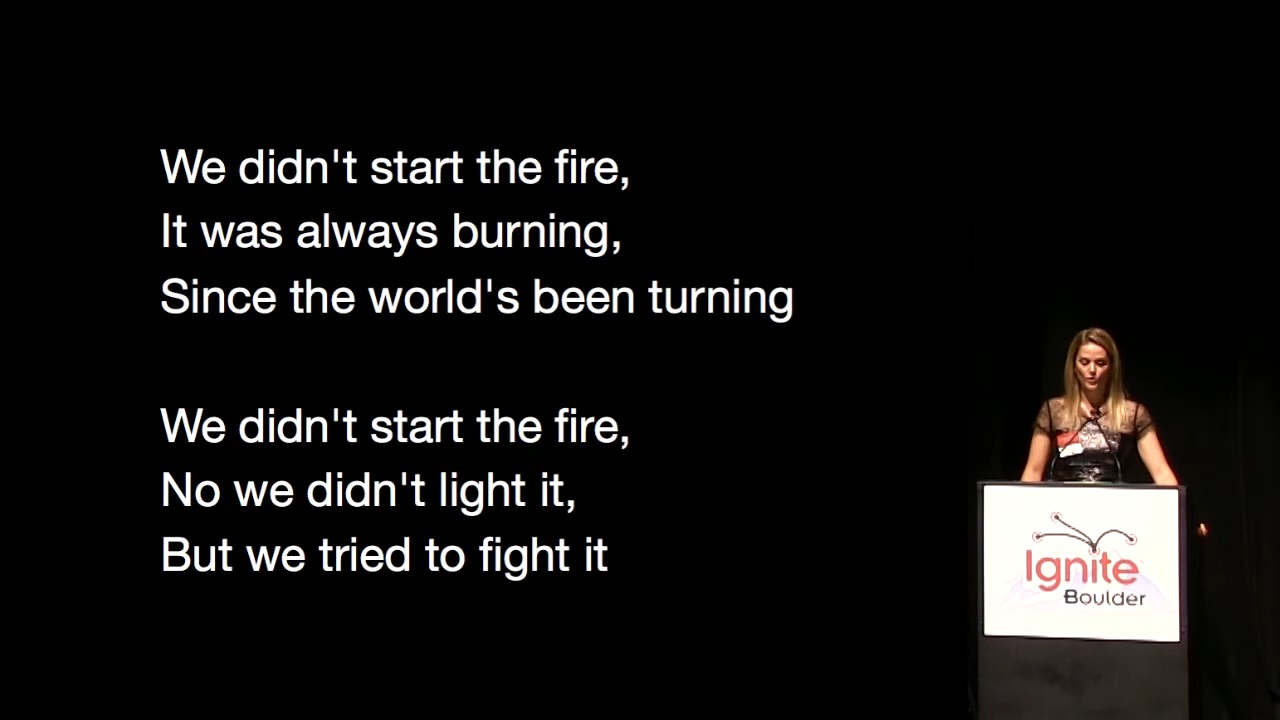 We didn't start the fire,
It was always burning,
Since the world's been turning
We didn't start the fire,
No we didn't light it,
But we tried to fight it
Ignite
Boulder